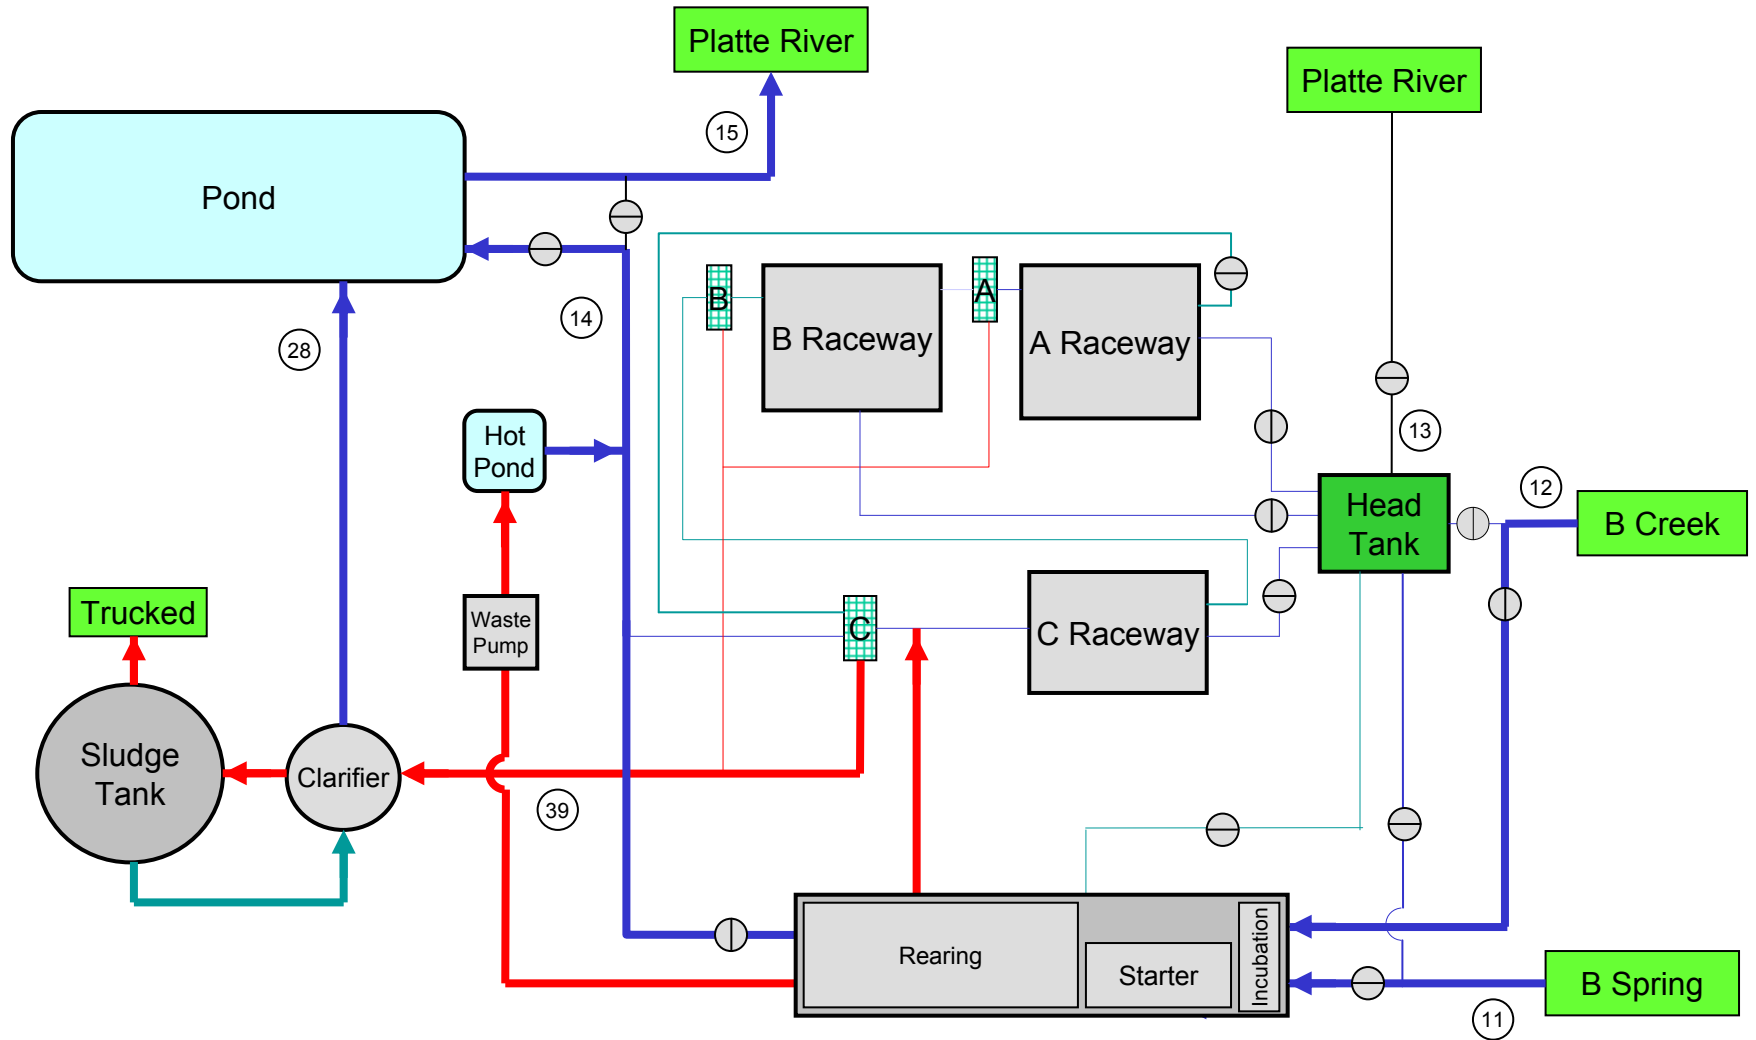 Platte River
Platte River
15
Pond
14
28
B
B Raceway
A
A Raceway
13
Hot
Pond
12
Head
Tank
B Creek
Trucked
Waste
Pump
C
C Raceway
Sludge
Tank
Clarifier
39
Rearing
Starter
Incubation
B Spring
11